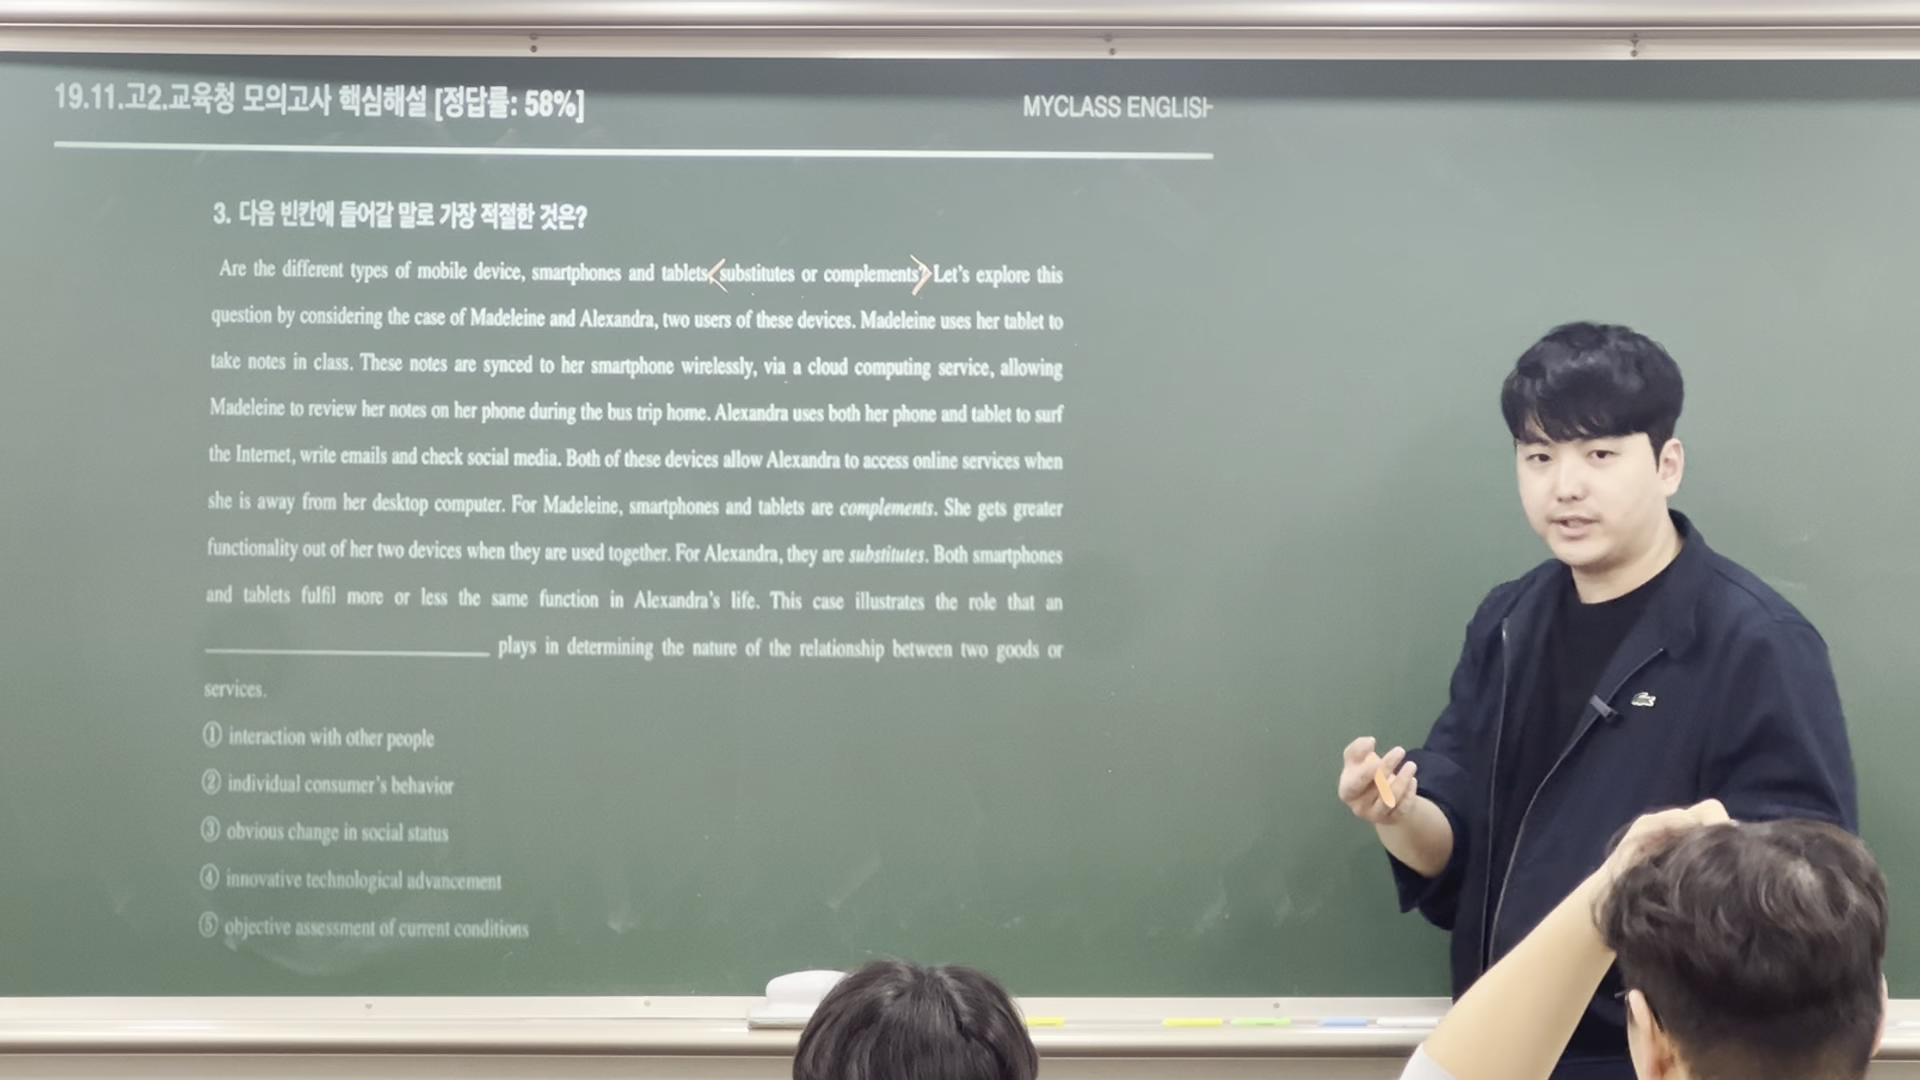 19.11.고2.교육청 모의고사 핵심해설 [정답률: 58%]
MYCLASS ENGLISH
3. 다음 빈칸에 들어갈 말로 가장 적절한 것은?
Are the different types of mobile device, smartphones and tablets substitutes or complements? Let's explore this
question by considering the case of Madeleine and Alexandra, two users of these devices. Madeleine uses her tablet to
take notes in class. These notes are synced to her smartphone wirelessly, via a cloud computing service, allowing
Madeleine to review her notes on her phone during the bus trip home. Alexandra uses both her phone and tablet to surf
the Internet, write emails and check social media. Both of these devices allow Alexandra to access online services when
she is away from her desktop computer. For Madeleine, smartphones and tablets are complements. She gets greater
functionality out of her two devices when they are used together. For Alexandra, they are substitutes. Both smartphones
and tablets fulfil more or less the same function in Alexandra's life. This case illustrates the role that an
____________________ plays in determining the nature of the relationship between two goods or
services.
① interaction with other people
② individual consumer's behavior
③ obvious change in social status
④ innovative technological advancement
⑤ objective assessment of current conditions